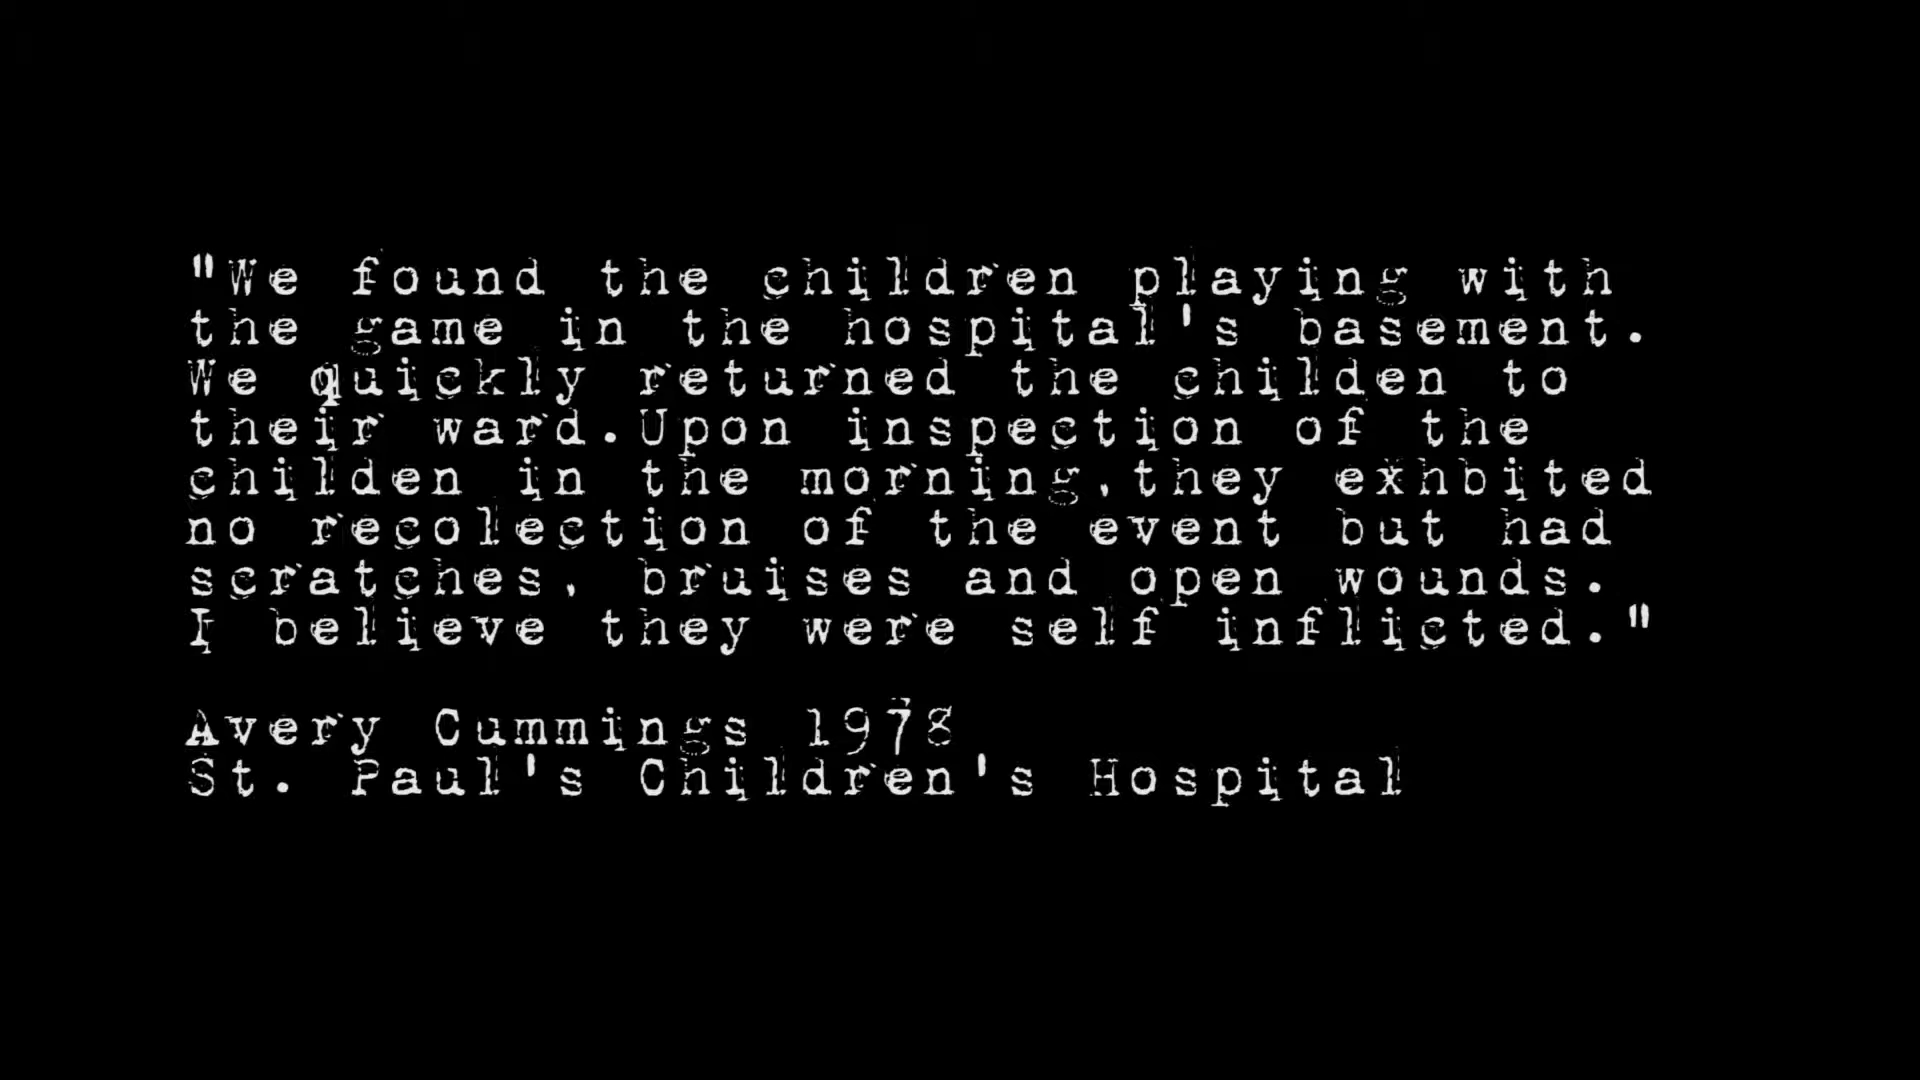 "We found the children playing with
the game in the hospital's basement.
We quickly returned the childen to
their ward.Upon inspection of the
childen in the morning,they exhbited
no recolection of the event but had
scratches, bruises and open wounds.
I believe they were self inflicted."
Avery Cummings 1978
St. Paul's Children's Hospital